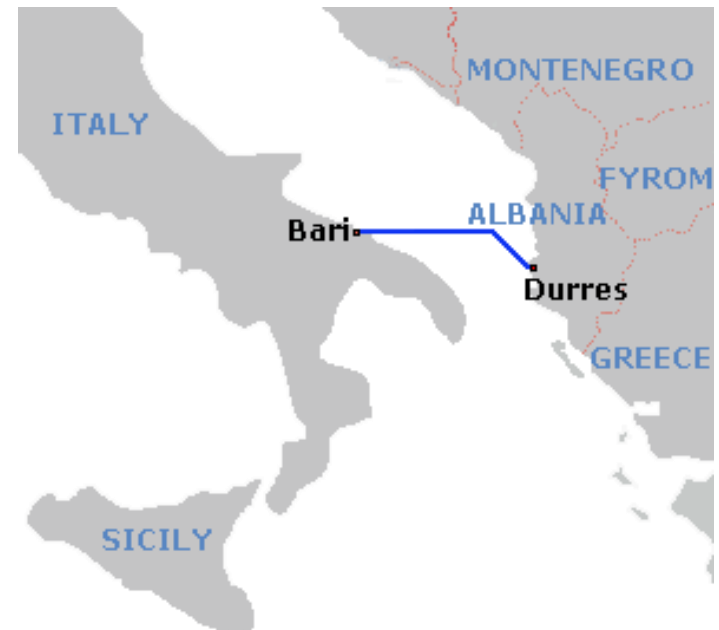 MONTENEGRO
ITALY
FYROM
ALBANIA
Bari
Durres
GREECE
SICILY